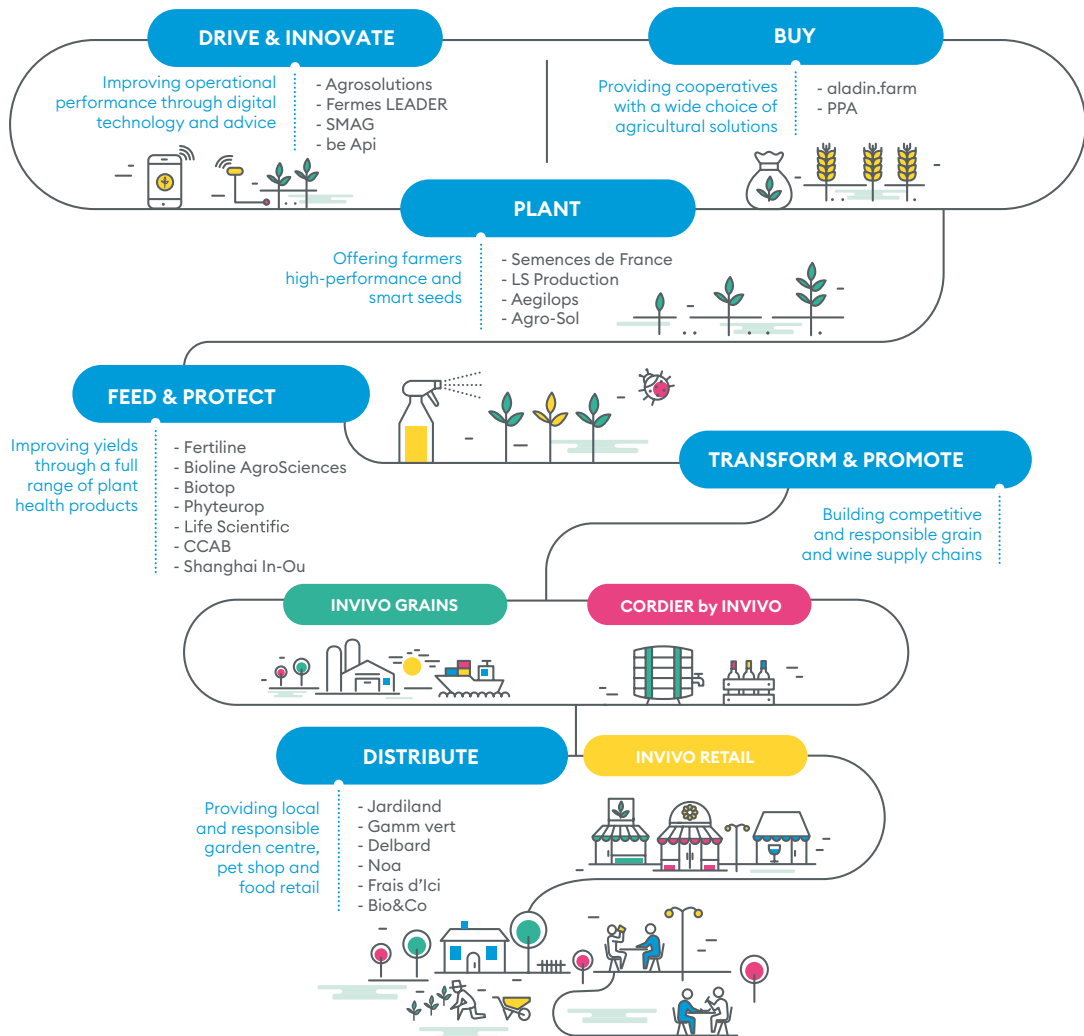 DRIVE & INNOVATE
Improving operational
performance through digital
technology and advice
- Agrosolutions
- Fermes LEADER
- SMAG
- be Api
BUY
Providing cooperatives
with a wide choice of
agricultural solutions
- aladin.farm
- PPA
PLANT
Offering farmers
high-performance and
smart seeds
- Semences de France
- LS Production
- Aegilops
- Agro-Sol
FEED & PROTECT
Improving yields
through a full
range of plant
health products
- Fertiline
- Bioline AgroSciences
- Biotop
- Phyteurop
- Life Scientific
- CCAB
- Shanghai In-Ou
TRANSFORM & PROMOTE
Building competitive
and responsible grain
and wine supply chains
INVIVO GRAINS
CORDIER by INVIVO
DISTRIBUTE
Providing local
and responsible
garden centre,
pet shop and
food retail
- Jardiland
- Gamm vert
- Delbard
- Noa
- Frais d'Ici
- Bio&Co
INVIVO RETAIL